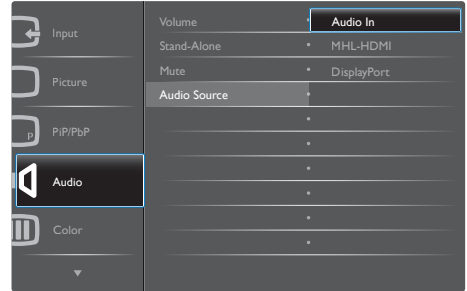 Input
Picture
p
PiP/PbP
Audio
Color
Volume
Stand-Alone
Mute
Audio Source
Audio In
MHL-HDMI
DisplayPort